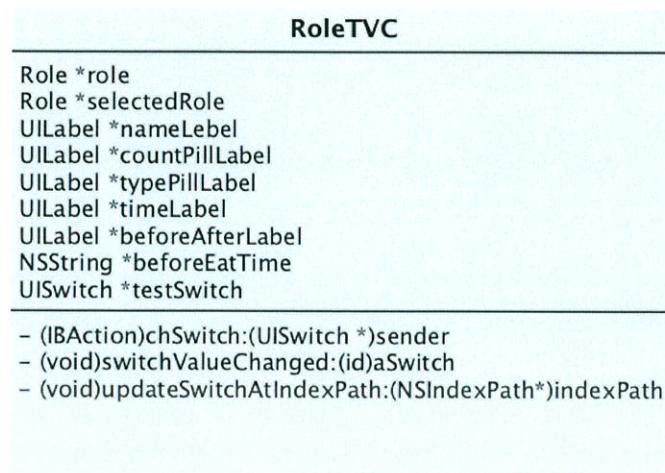 RoleTVC
Role *role
Role *selectedRole
UILabel *nameLebel
UILabel *countPillLabel
UILabel *typePillLabel
UILabel *timeLabel
UILabel *beforeAfterLabel
NSString *beforeEatTime
UISwitch *testSwitch
– (IBAction)chSwitch:(UISwitch *)sender
– (void)switchValueChanged:(id)aSwitch
– (void)updateSwitchAtIndexPath:(NSIndexPath*)indexPath